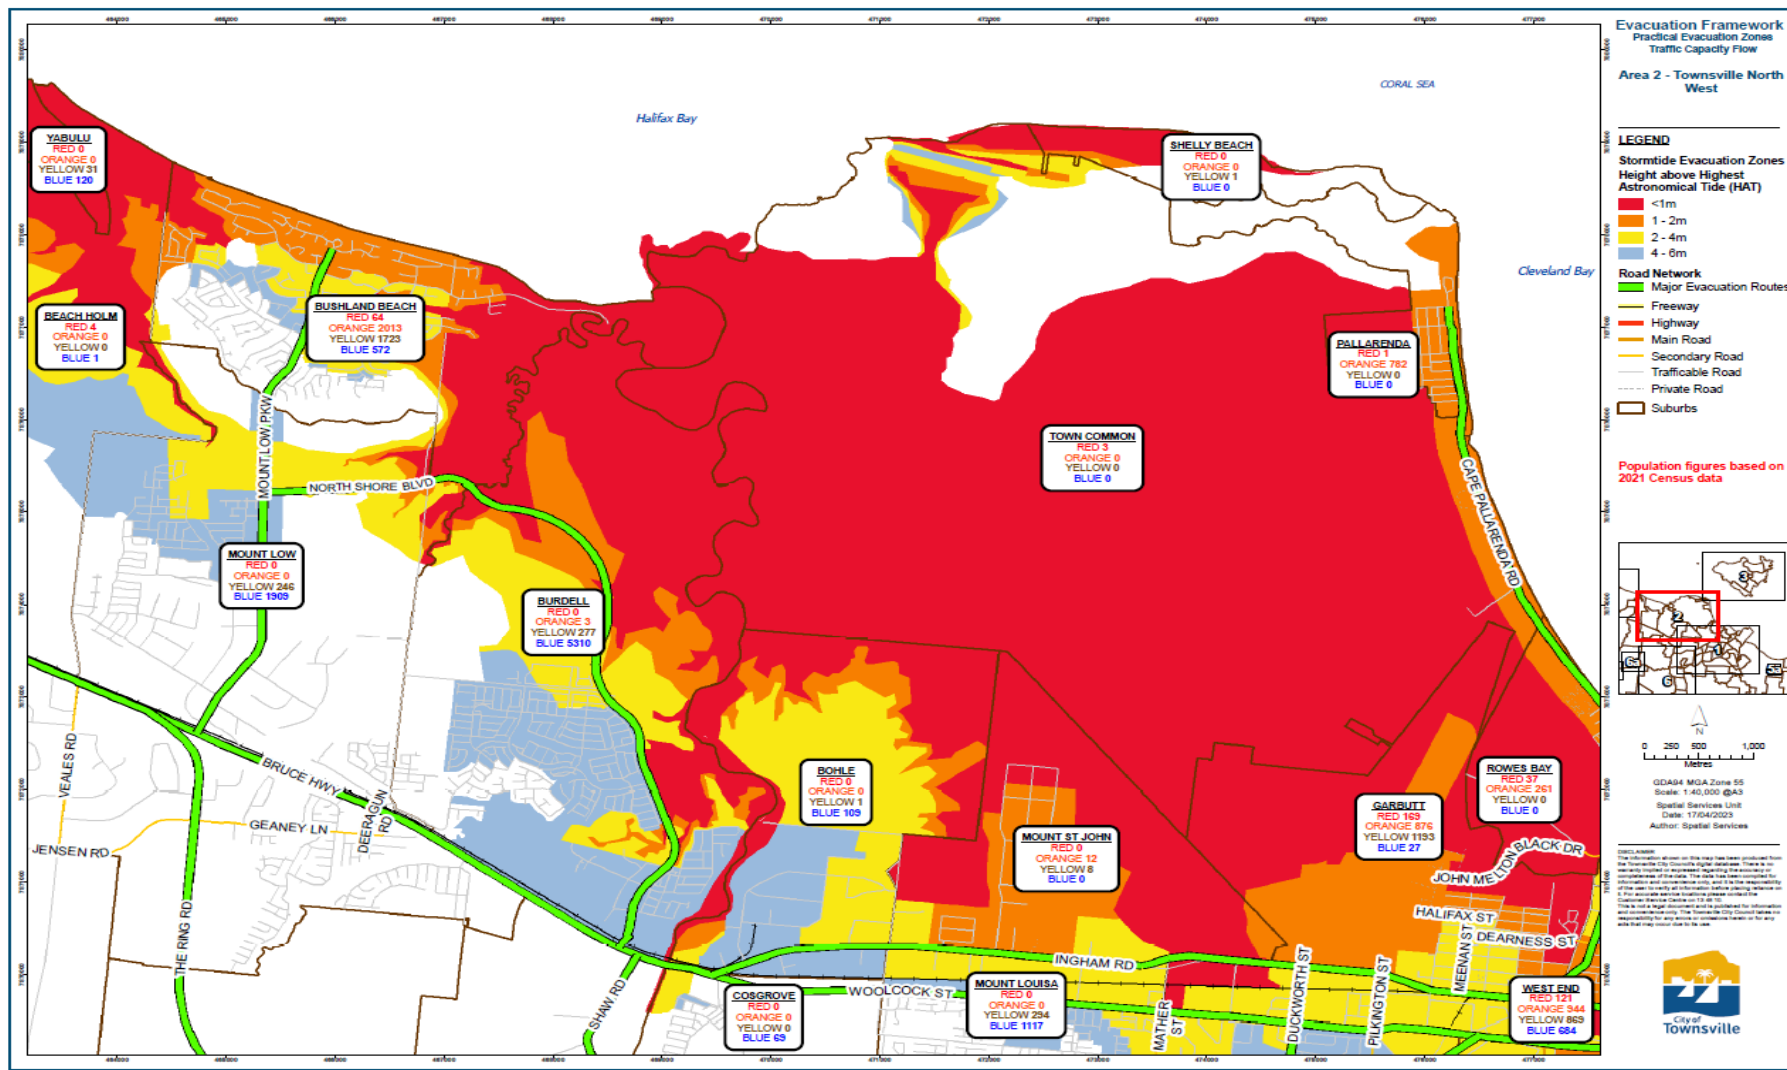 Evacuation Framework
Practical Evacuation Zones
Traffic Capacity Flow
Area 2 - Townsville North
West
CORAL SEA
Halifax Bay
Cleveland Bay
YABULU
RED 0
ORANGE 0
YELLOW 31
BLUE 120
SHELLY BEACH
RED 0
ORANGE 0
YELLOW 1
BLUE 0
BEACH HOLM
RED 4
ORANGE 0
YELLOW 0
BLUE 1
BUSHLAND BEACH
RED 64
ORANGE 2013
YELLOW 1723
BLUE 572
PALLARENDA
RED 1
ORANGE 782
YELLOW 0
BLUE 0
TOWN COMMON
RED 3
ORANGE 0
YELLOW 0
BLUE 0
MOUNT LOW PKW
NORTH SHORE BLVD
CAPE PALLARENDA RD
MOUNT LOW
RED 0
ORANGE 0
YELLOW 246
BLUE 1909
BURDELL
RED 0
ORANGE 3
YELLOW 277
BLUE 5310
VEALES RD
BRUCE HWY
GEANEY LN
DEERAGUN
RD
JENSEN RD
THE RING RD
BOHLE
RED 0
ORANGE 0
YELLOW 1
BLUE 109
ROWES BAY
RED 37
ORANGE 261
YELLOW 0
BLUE 0
GARBUTT
RED 169
ORANGE 876
YELLOW 1193
BLUE 27
MOUNT ST JOHN
RED 0
ORANGE 12
YELLOW 8
BLUE 0
JOHN MELTON BLACK DR
HALIFAX ST
DEARNESS ST
MEENAN ST
INGHAM RD
WOOLCOCK ST
SHAW RD
DUCKWORTH ST
PILKINGTON ST
MATHER
ST
COSGROVE
RED 0
ORANGE 0
YELLOW 0
BLUE 69
MOUNT LOUISA
RED 0
ORANGE 0
YELLOW 294
BLUE 1117
WEST END
RED 121
ORANGE 944
YELLOW 869
BLUE 684
LEGEND
Stormtide Evacuation Zones
Height above Highest
Astronomical Tide (HAT)
<1m
1 - 2m
2 - 4m
4 - 6m
Road Network
Major Evacuation Routes
Freeway
Highway
Main Road
Secondary Road
Trafficable Road
Private Road
Suburbs
Population figures based on
2021 Census data
3
2
1
6
N
0 250 500 1,000
Metres
GDA94 MGA Zone 55
Scale: 1:40,000 @A3
Spatial Services Unit
Date: 17/04/2023
Author: Spatial Services
DISCLAIMER
City of
Townsville